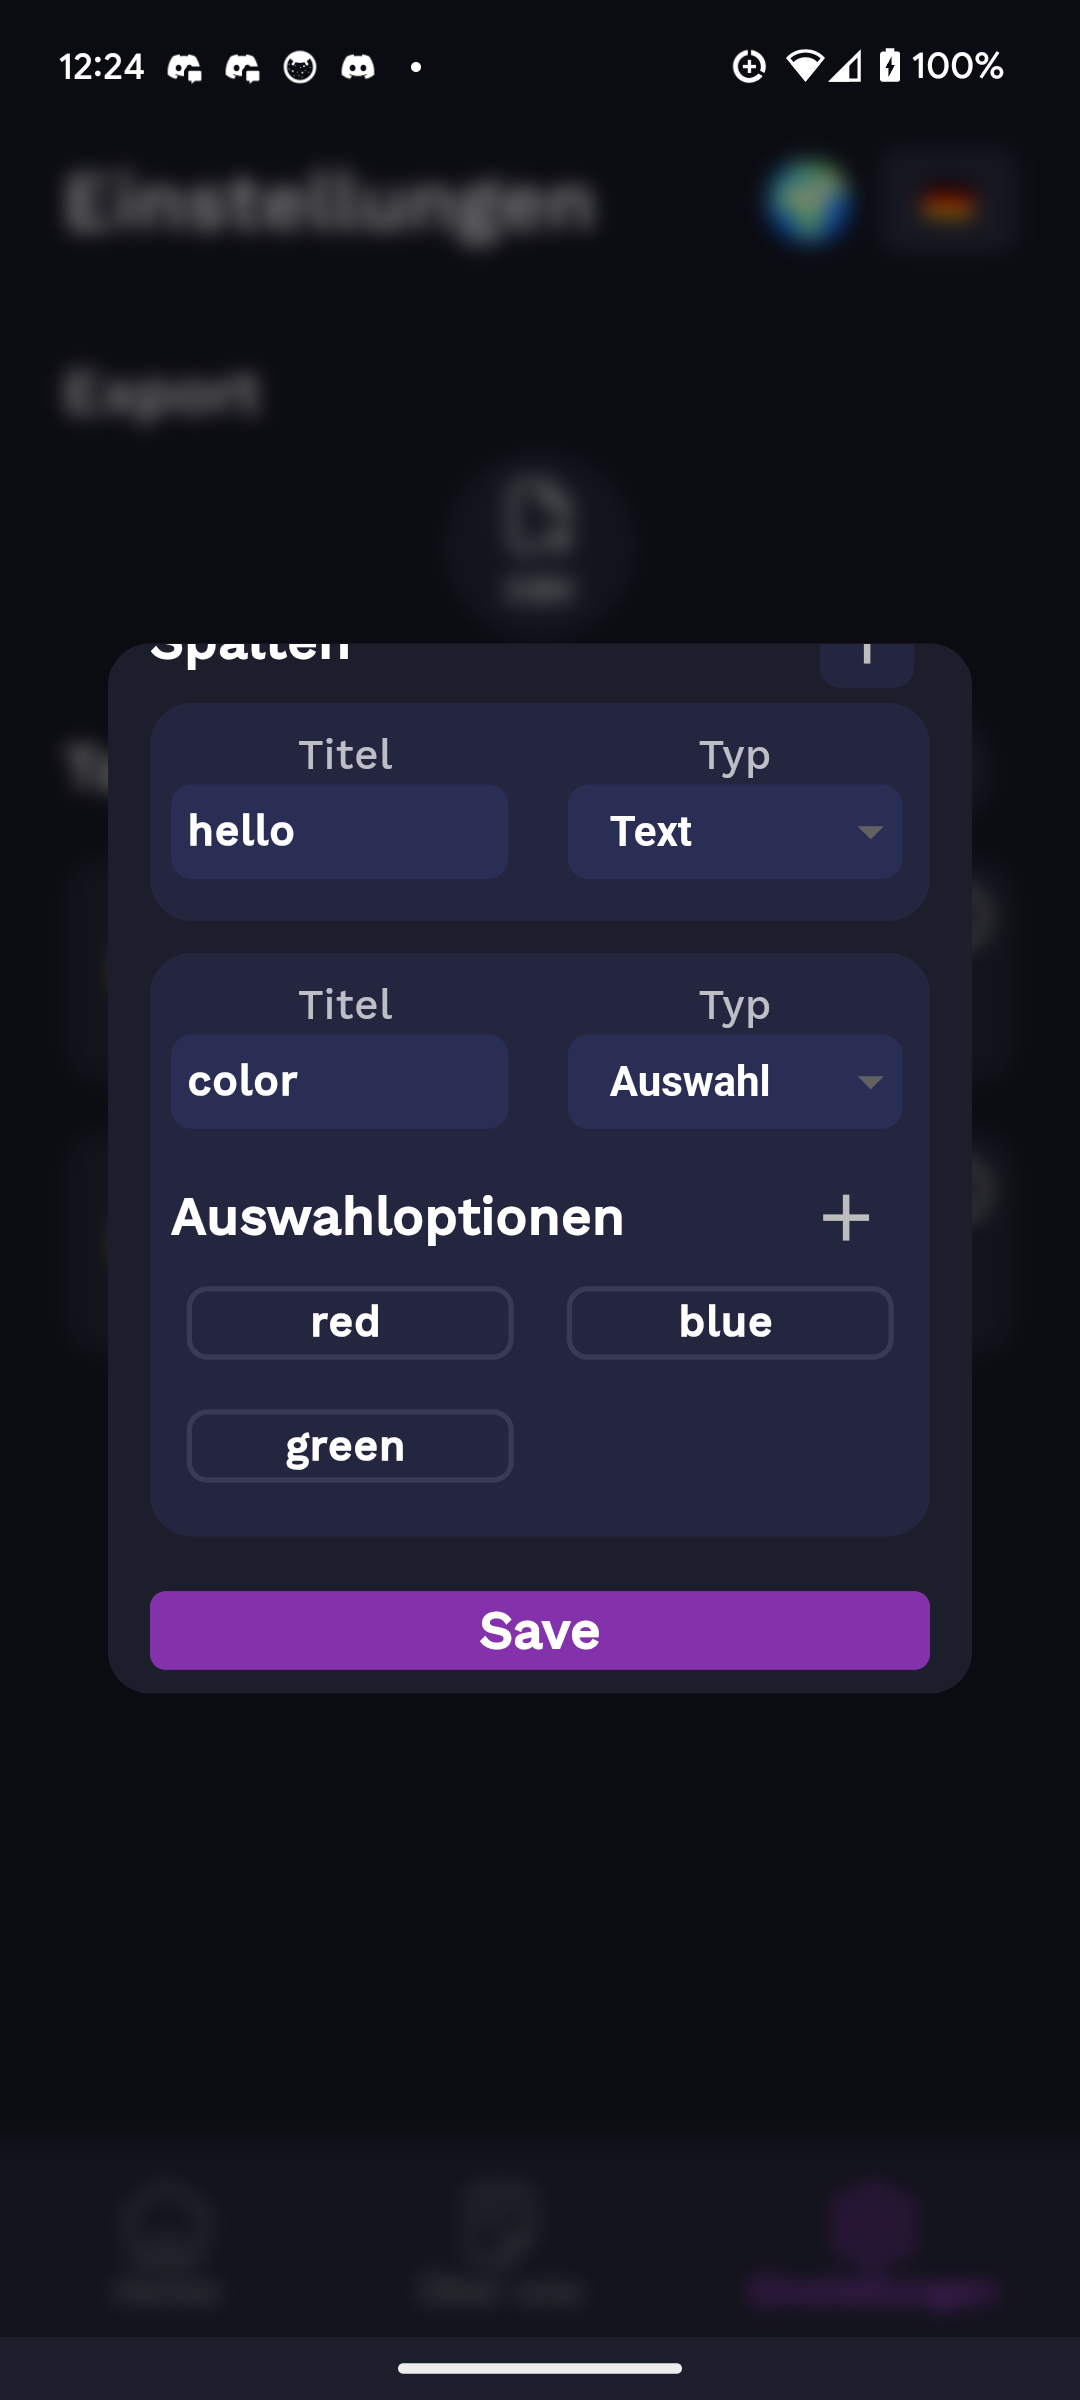 12:24 100%
Einstellungen
Export
Spalten
Titel Typ
hello Text
Titel Typ
color Auswahl
Auswahloptionen
red blue
green
Save
Einstellungen